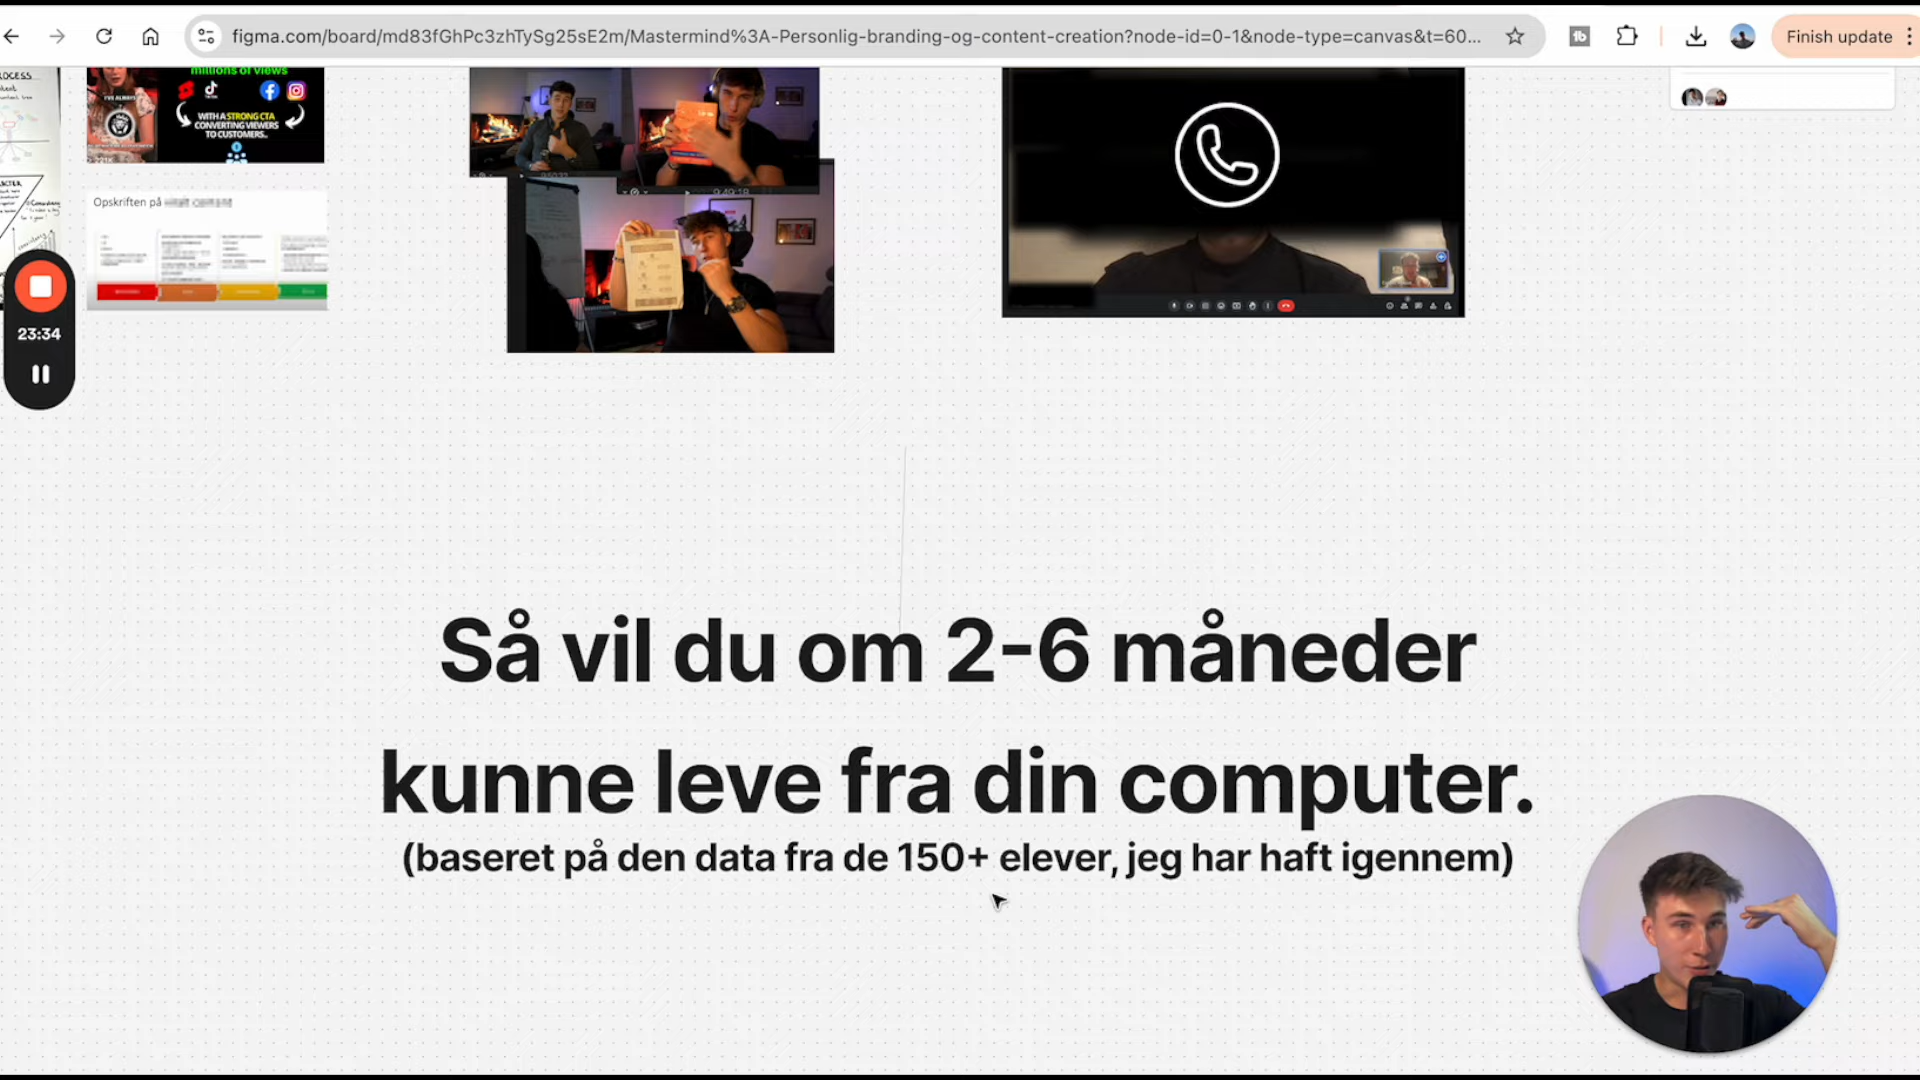 figma.com/board/md83fGhPc3zhTySg25sE2m/Mastermind%3A-Personlig-branding-og-content-creation?node-id=0-1&node-type=canvas&t=60...
Finish update
millions of views
WITH A STRONG CTA
CONVERTING VIEWERS
TO CUSTOMERS..
Opskriften på
23:34
Så vil du om 2-6 måneder
kunne leve fra din computer.
(baseret på den data fra de 150+ elever, jeg har haft igennem)